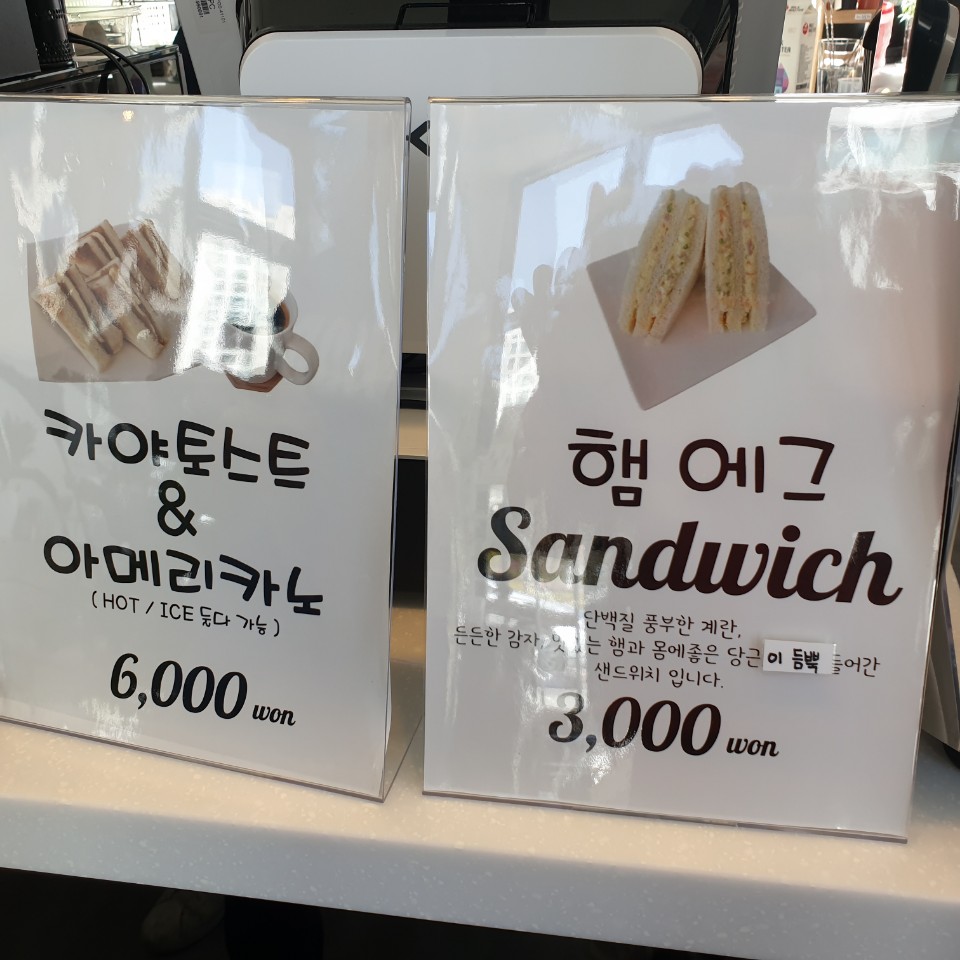 카야토스트
&
아메리카노
(HOT / ICE 둘다 가능)
6,000 won
햄 에그
Sandwich
단백질 풍부한 계란,
든든한 감자, 맛있는 햄과 몸에좋은 당근이 듬뿍 들어간
샌드위치 입니다.
3,000 won